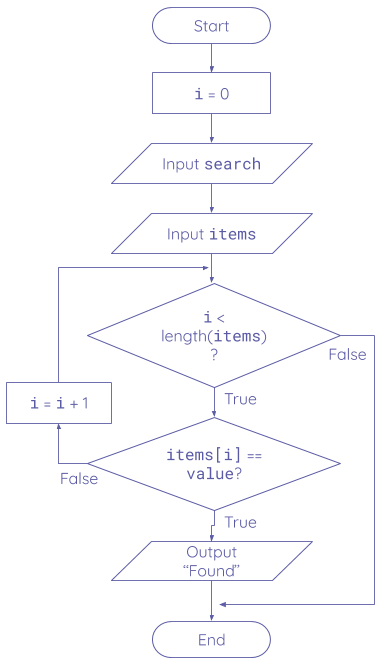 Start
i = 0
Input search
Input items
i <
length(items)
?
False
True
i = i + 1
items[i] ==
value?
False
True
Output
“Found”
End